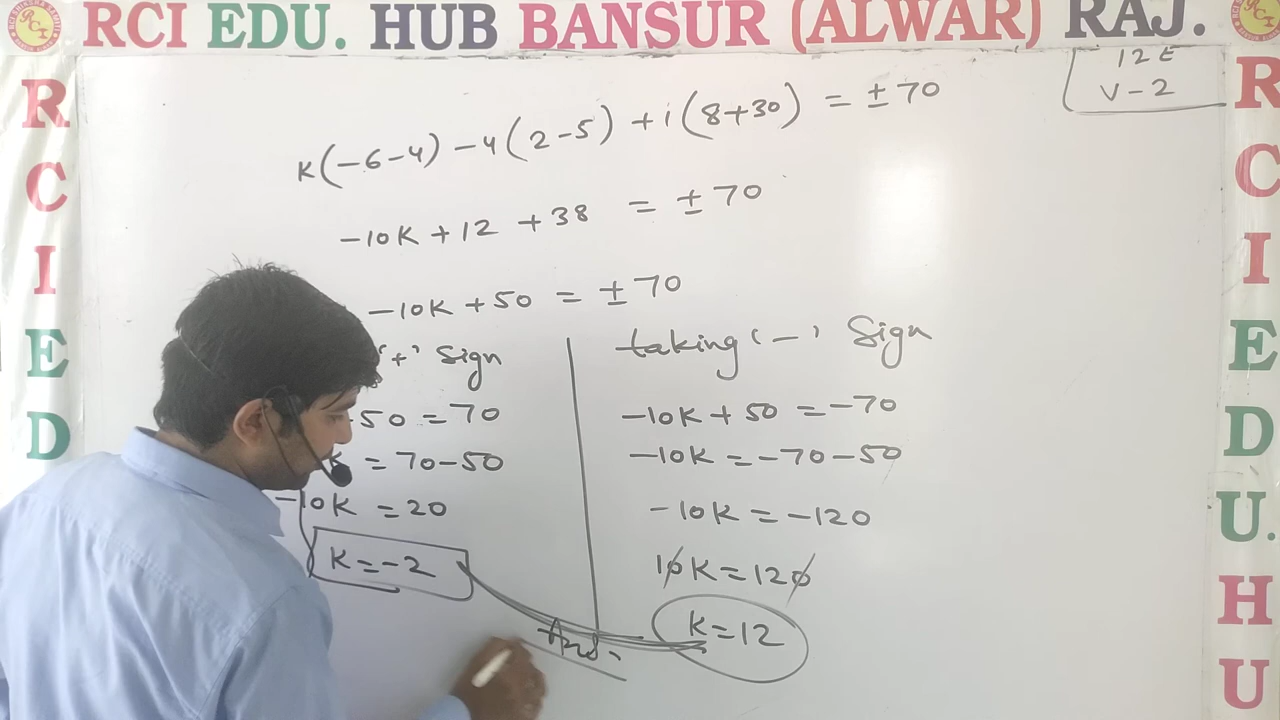 RCI EDU. HUB BANSUR (ALWAR) RAJ.
R
C
I
E
D
R
C
I
E
D
U.
H
U
12E
V-2
K(-6-4) -4(2-5) +1(8+30) = ±70
-10K+12 +38 = ±70
-10K+50 = ±70
'+' Sign
50 = 70
K = 70-50
-10K = 20
K=-2
taking '-' Sign
-10K+50 = -70
-10K = -70-50
-10K = -120
10K = 120
K=12
Ans.